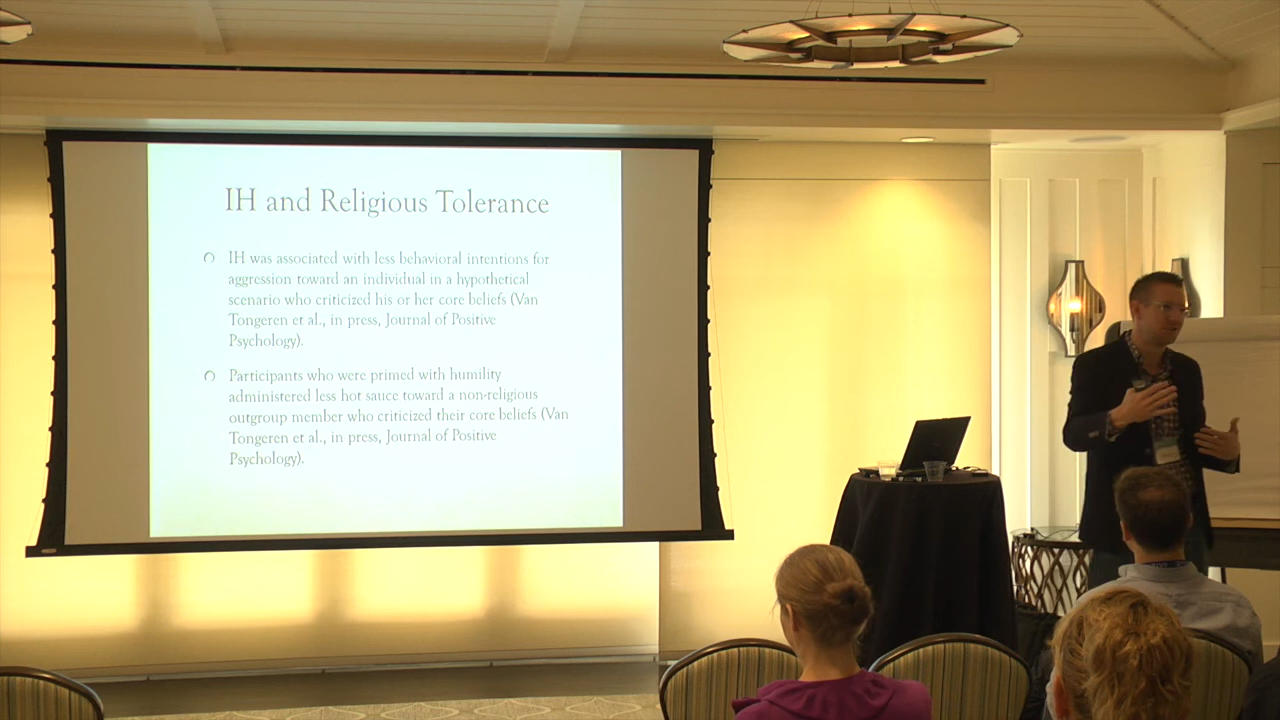 IH and Religious Tolerance
IH was associated with less behavioral intentions for
aggression toward an individual in a hypothetical
scenario who criticized his or her core beliefs (Van
Tongeren et al., in press, Journal of Positive
Psychology).
Participants who were primed with humility
administered less hot sauce toward a non-religious
outgroup member who criticized their core beliefs (Van
Tongeren et al., in press, Journal of Positive
Psychology).